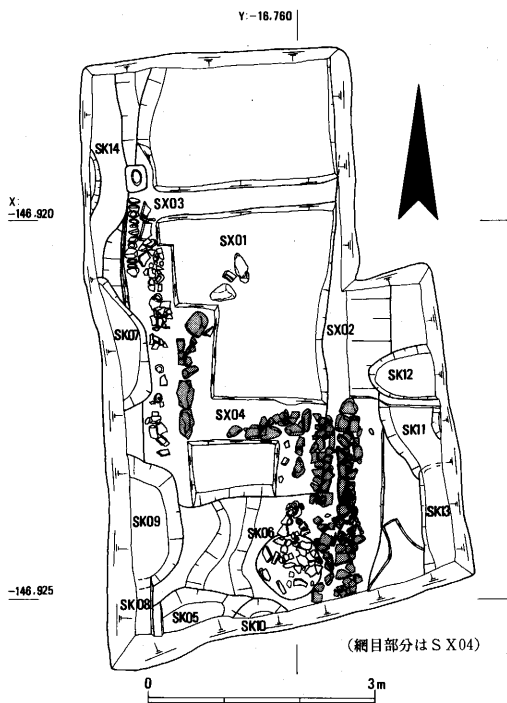 Y:-16,760
SK14
X:
-146,920
SX03
SX01
SK07
SX02
SK12
SX04
SK11
SK09
SK06
SK13
-146,925
SK08
SK05
SK10
(網目部分はSX04)
0
3m